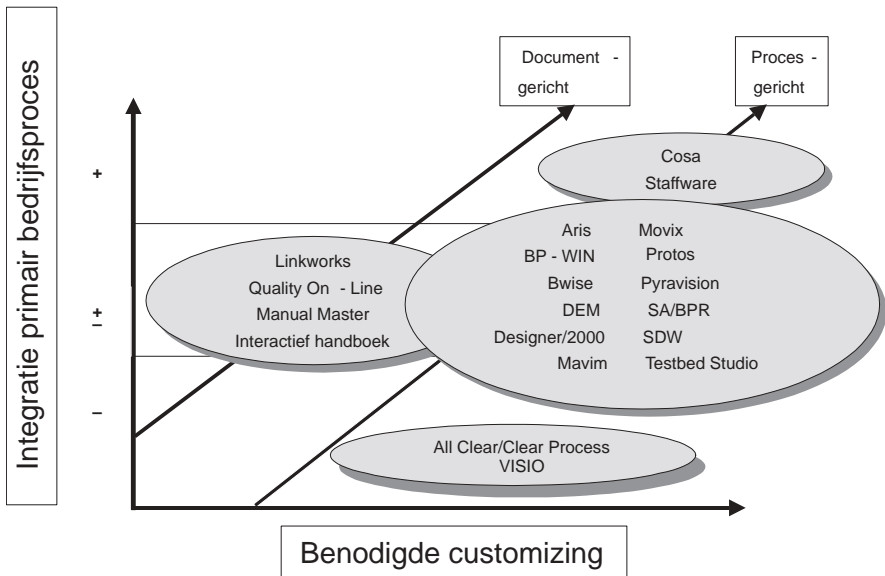 Integratie primair bedrijfsproces
+
+
–
–
Document -
gericht
Proces -
gericht
Cosa
Staffware
Linkworks
Quality On - Line
Manual Master
Interactief handboek
Aris Movix
BP - WIN Protos
Bwise Pyravision
DEM SA/BPR
Designer/2000 SDW
Mavim Testbed Studio
All Clear/Clear Process
VISIO
Benodigde customizing